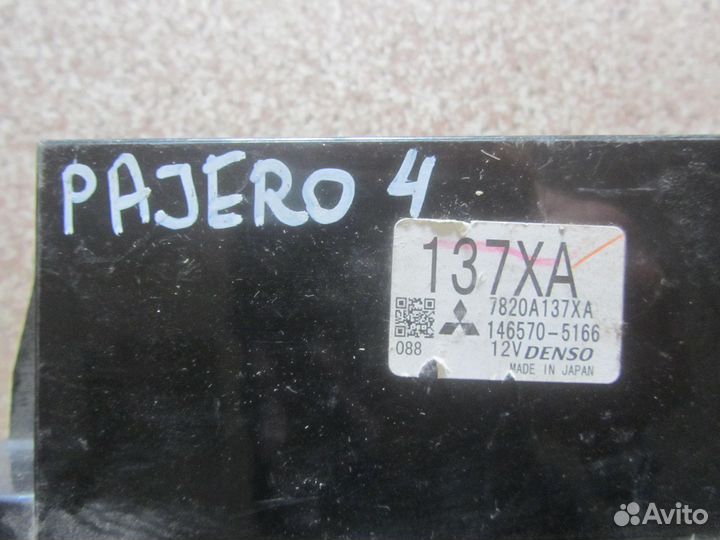 PAJERO 4
137XA
7820A137XA
146570-5166
088 12V DENSO
MADE IN JAPAN
Avito